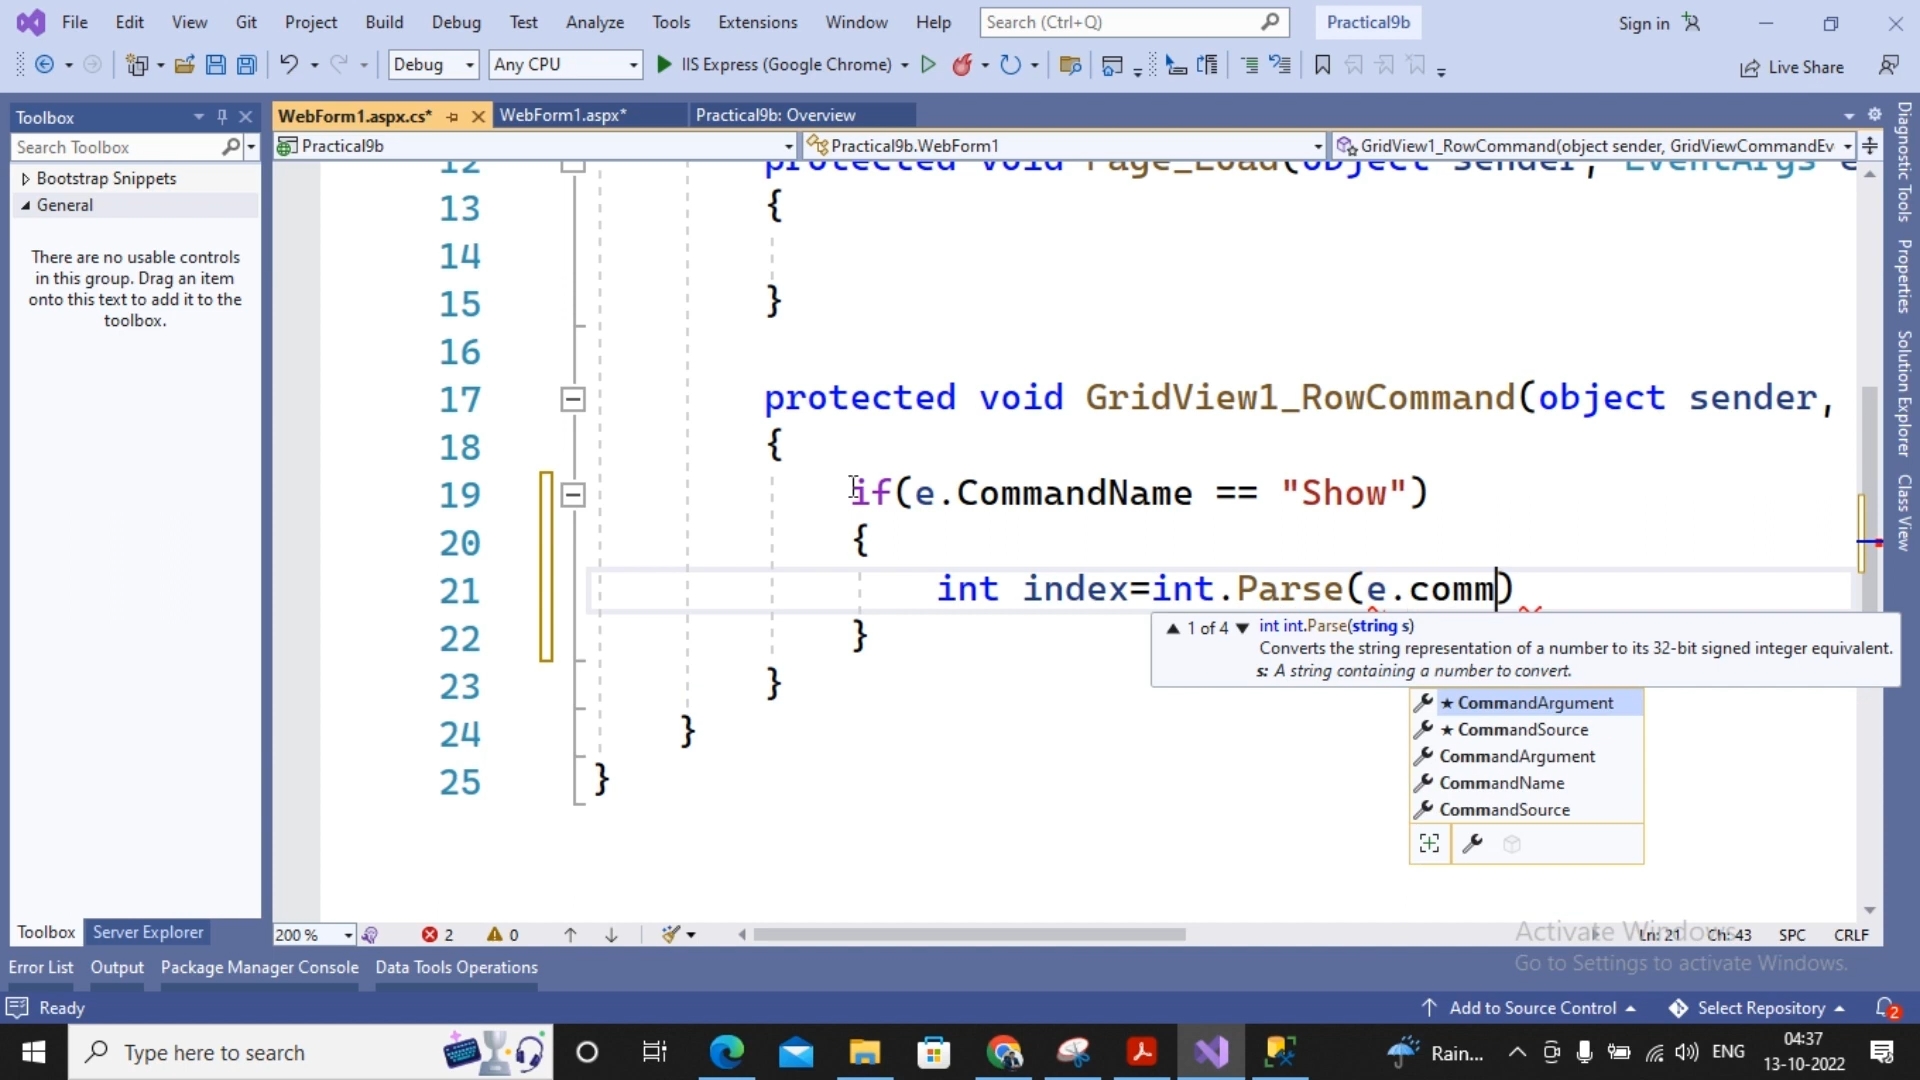 File Edit View Git Project Build Debug Test Analyze Tools Extensions Window Help Search (Ctrl+Q) Practical9b Sign in
Debug Any CPU IIS Express (Google Chrome) Live Share
Toolbox
WebForm1.aspx.cs* WebForm1.aspx* Practical9b: Overview
Search Toolbox
Practical9b Practical9b.WebForm1 GridView1_RowCommand(object sender, GridViewCommandEv
Bootstrap Snippets
General
There are no usable controls
in this group. Drag an item
onto this text to add it to the
toolbox.
12 protected void Page_Load(object sender, EventArgs e
13 {
14
15 }
16
17 protected void GridView1_RowCommand(object sender,
18 {
19 if(e.CommandName == "Show")
20 {
21 int index=int.Parse(e.comm)
22 }
23 }
24 }
25 }
1 of 4 int int.Parse(string s)
Converts the string representation of a number to its 32-bit signed integer equivalent.
s: A string containing a number to convert.
★ CommandArgument
★ CommandSource
CommandArgument
CommandName
CommandSource
Diagnostic Tools
Properties
Solution Explorer
Class View
Toolbox Server Explorer
200 % 2 0 Ln: 21 Ch: 43 SPC CRLF
Activate Windows
Go to Settings to activate Windows.
Error List Output Package Manager Console Data Tools Operations
Ready Add to Source Control Select Repository 2
Type here to search Rain... ENG 04:37
13-10-2022